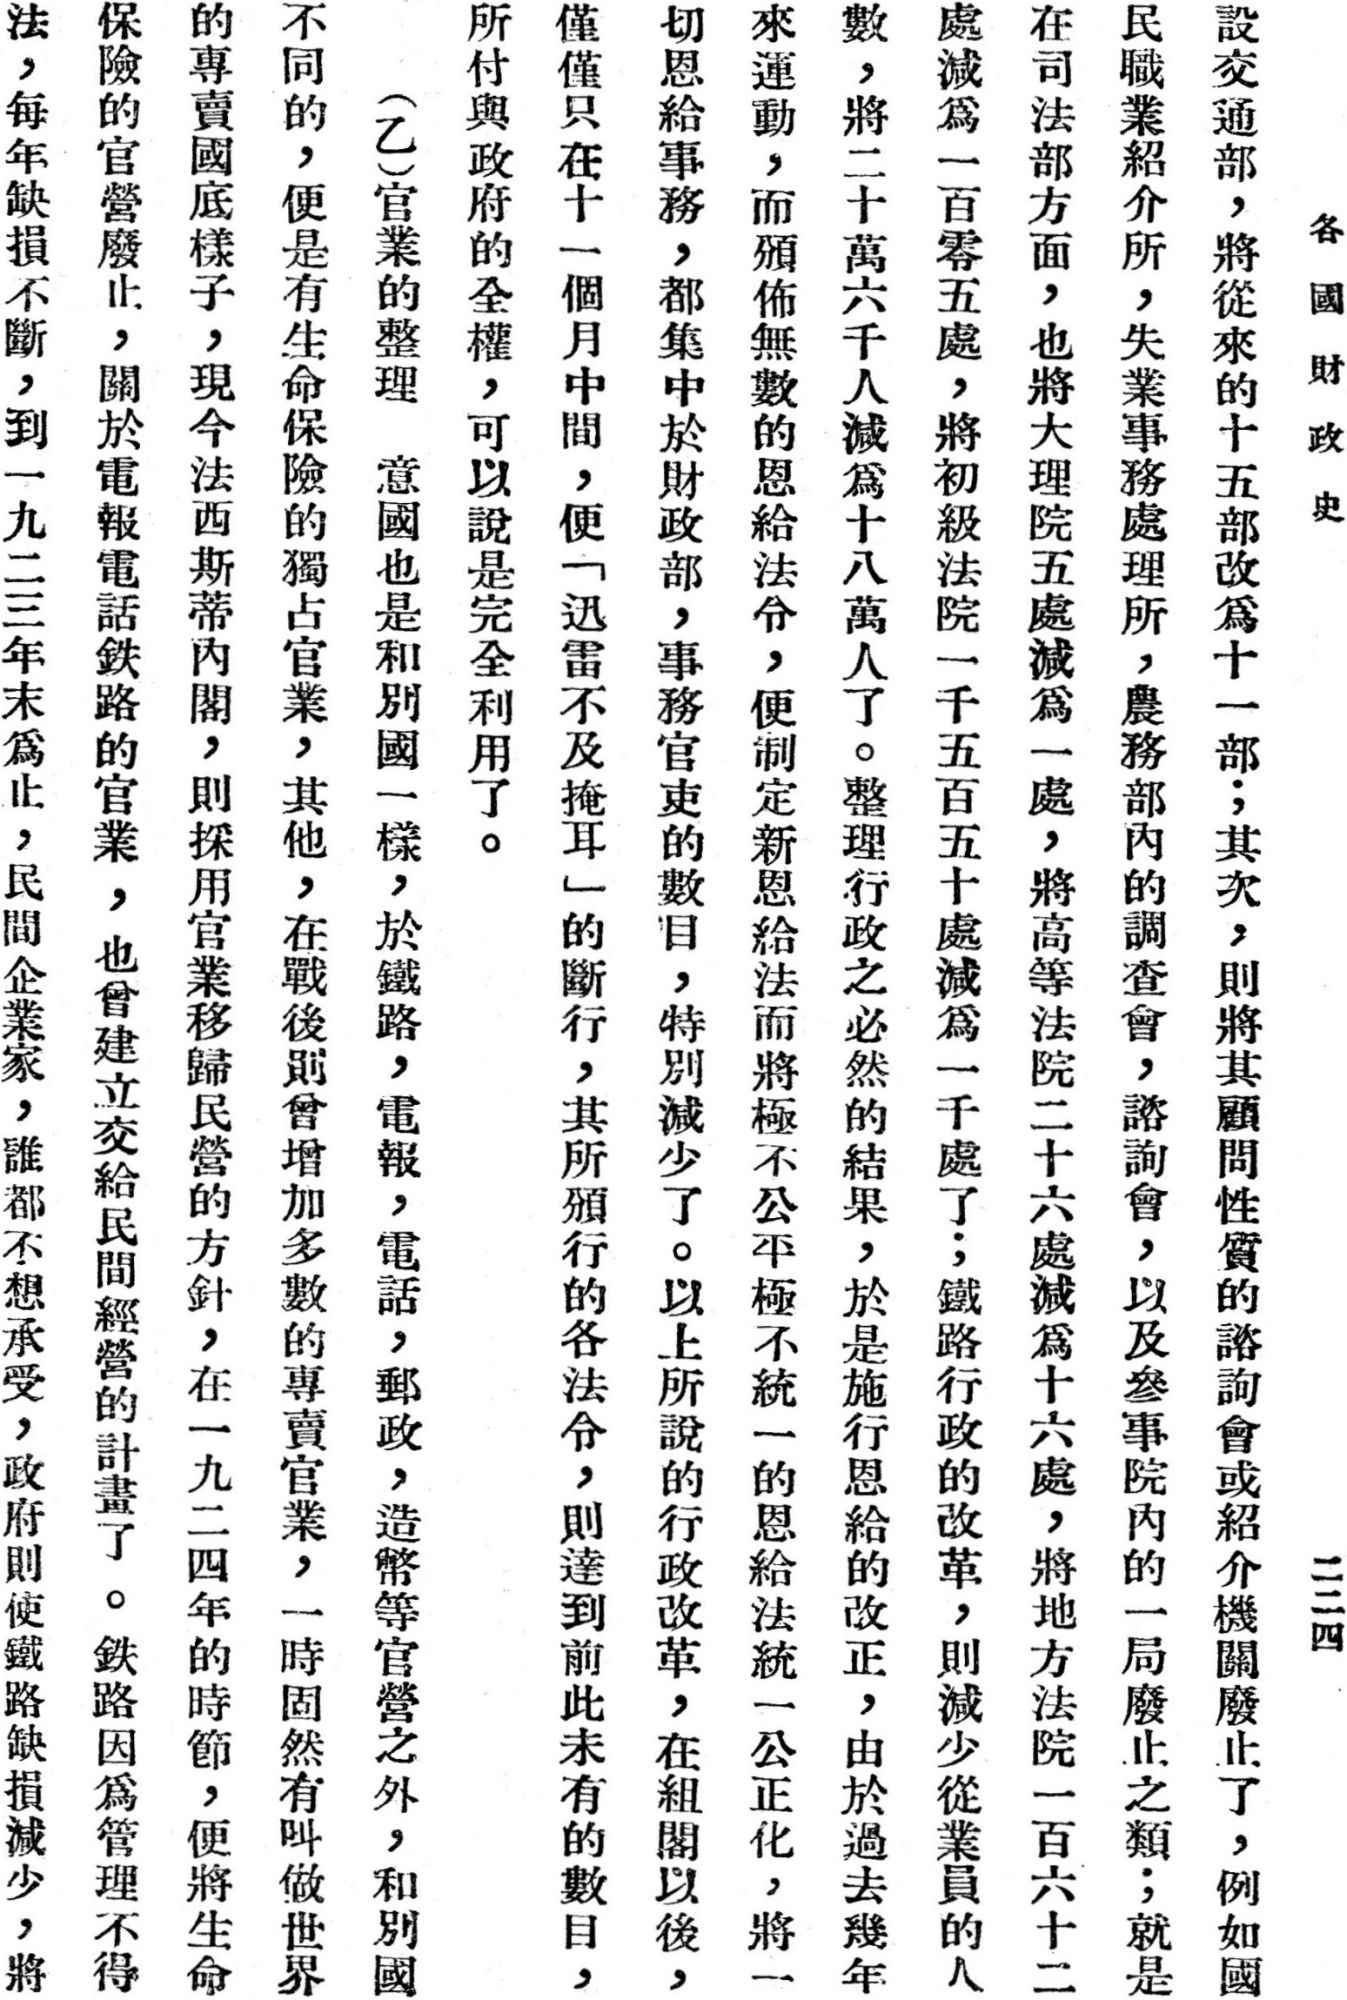 各國財政史
二二四
設交通部，將從來的十五部改爲十一部；其次，則將其顧問性質的諮詢會或紹介機關廢止了，例如國
民職業紹介所，失業事務處理所，農務部內的調查會，諮詢會，以及參事院內的一局廢止之類；就是
在司法部方面，也將大理院五處減爲一處，將高等法院二十六處減爲十六處，將地方法院一百六十二
處減爲一百零五處，將初級法院一千五百五十處減爲一千處了；鐵路行政的改革，則減少從業員的人
數，將二十萬六千人減爲十八萬人了。整理行政之必然的結果，於是施行恩給的改正，由於過去幾年
來運動，而頒佈無數的恩給法令，便制定新恩給法而將極不公平極不統一的恩給法統一公正化，將一
切恩給事務，都集中於財政部，事務官吏的數目，特別減少了。以上所說的行政改革，在組閣以後，
僅僅只在十一個月中間，便「迅雷不及掩耳」的斷行，其所頒行的各法令，則達到前此未有的數目，
所付與政府的全權，可以說是完全利用了。
（乙）官業的整理　意國也是和別國一樣，於鐵路，電報，電話，郵政，造幣等官營之外，和別國
不同的，便是有生命保險的獨占官業，其他，在戰後則曾增加多數的專賣官業，一時固然有叫做世界
的專賣國底樣子，現今法西斯蒂內閣，則採用官業移歸民營的方針，在一九二四年的時節，便將生命
保險的官營廢止，關於電報電話鉄路的官業，也曾建立交給民間經營的計畫了。鉄路因爲管理不得
法，每年缺損不斷，到一九二三年末爲止，民間企業家，誰都不想承受，政府則使鐵路缺損減少，將